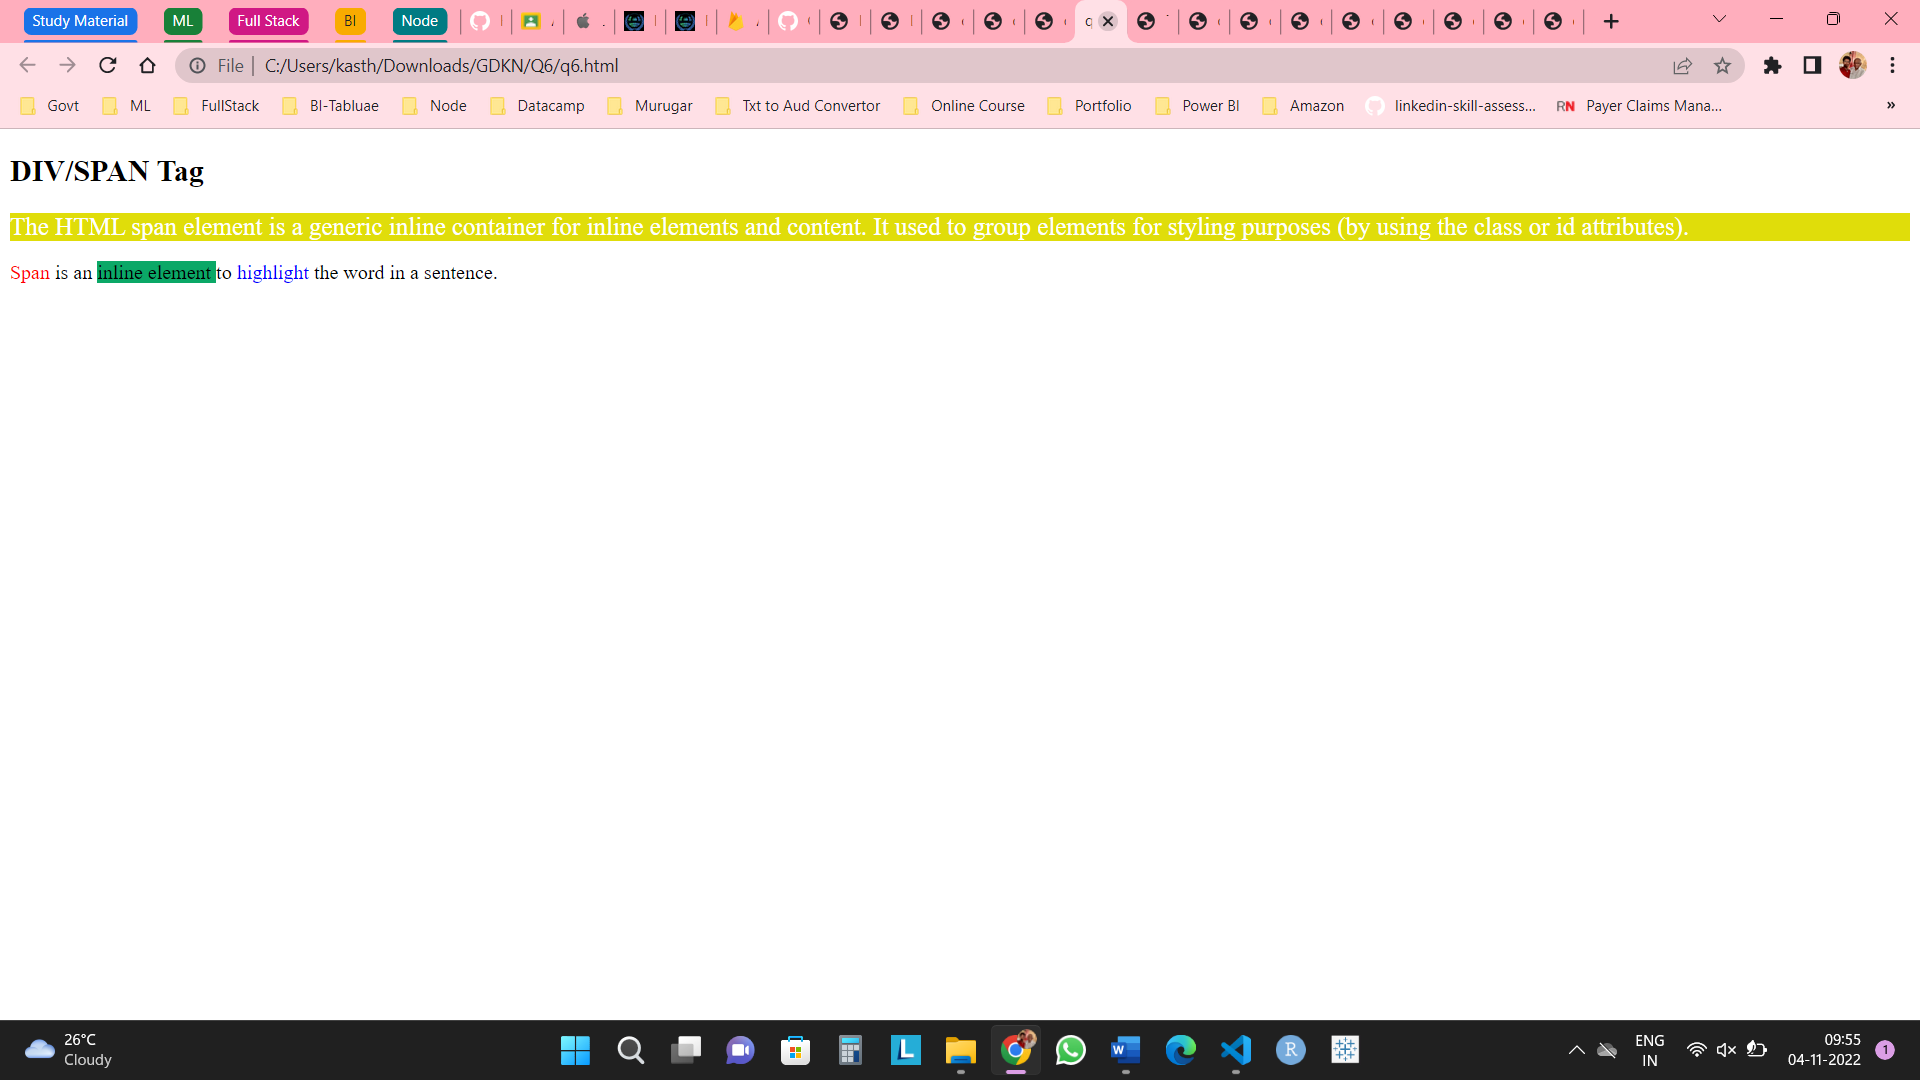 Study Material ML Full Stack BI Node
File C:/Users/kasth/Downloads/GDKN/Q6/q6.html
Govt ML FullStack BI-Tabluae Node Datacamp Murugar Txt to Aud Convertor Online Course Portfolio Power BI Amazon linkedin-skill-assess... RN Payer Claims Mana... »
DIV/SPAN Tag
The HTML span element is a generic inline container for inline elements and content. It used to group elements for styling purposes (by using the class or id attributes).
Span is an inline element to highlight the word in a sentence.
26°C
Cloudy
ENG
IN
09:55
04-11-2022
1